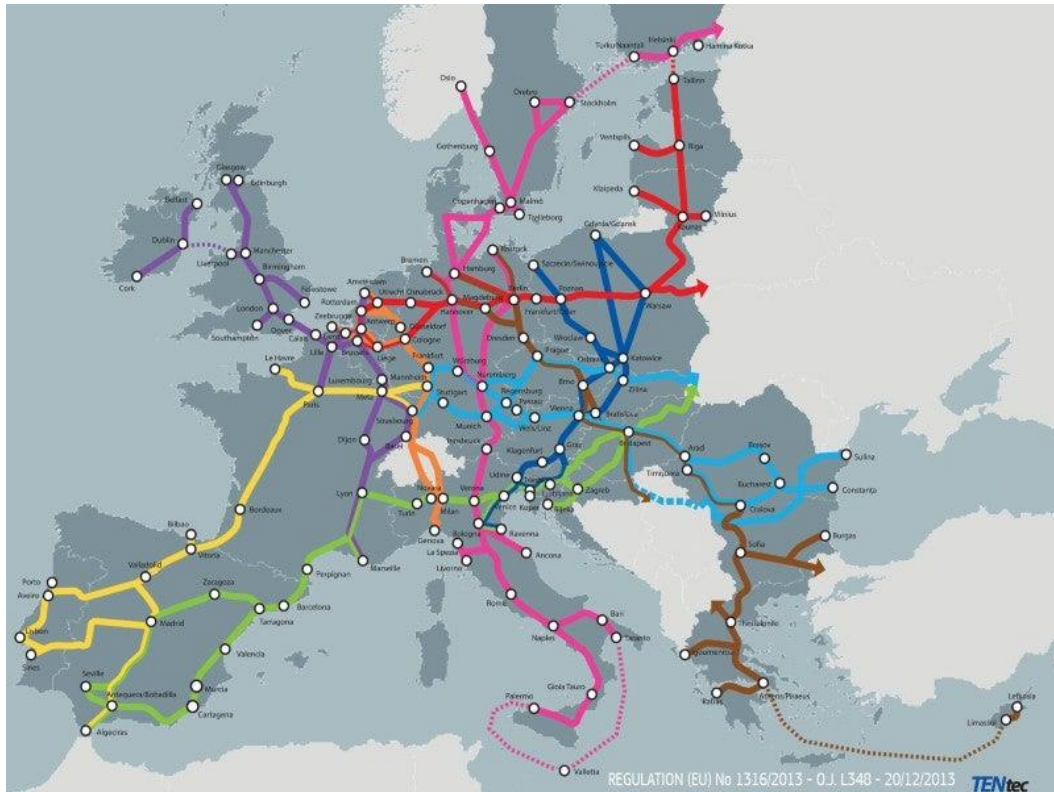 Oslo
Örebro
Stockholm
Turku/Naantali
Helsinki
Hamina Kotka
Tallinn
Ventspils
Riga
Gothenburg
Klaipeda
Vilnius
Kaunas
Glasgow
Edinburgh
Belfast
Copenhagen
Malmö
Trelleborg
Gdynia/Gdansk
Dublin
Liverpool
Manchester
Rostock
Szczecin/Swinoujscie
Cork
Birmingham
Bremen
Hamburg
Felixstowe
Amsterdam
Utrecht
Osnabrück
Berlin
Poznan
Warsaw
London
Rotterdam
Zeebrugge
Magdeburg
Hannover
Frankfurt/Oder
Southampton
Dover
Calais
Antwerp
Düsseldorf
Cologne
Dresden
Wroclaw
Lille
Brussels
Liège
Le Havre
Frankfurt
Würzburg
Prague
Ostrava
Katowice
Luxembourg
Mannheim
Nuremberg
Regensburg
Brno
Zilina
Paris
Metz
Stuttgart
Passau
Strasbourg
Munich
Wels/Linz
Vienna
Bratislava
Dijon
Basel
Innsbruck
Klagenfurt
Graz
Budapest
Arad
Brasov
Sulina
Udine
Timişoara
Lyon
Novara
Milan
Verona
Venice
Koper
Ljubljana
Zagreb
Bucharest
Constanta
Turin
Rijeka
Craiova
Bordeaux
Genova
Bologna
Ravenna
Bilbao
Vitoria
La Spezia
Livorno
Ancona
Sofia
Burgas
Marseille
Valladolid
Perpignan
Porto
Aveiro
Zaragoza
Rome
Barcelona
Tarragona
Madrid
Naples
Bari
Taranto
Thessaloniki
Lisbon
Sines
Valencia
Igoumenitsa
Seville
Murcia
Antequera/Bobadilla
Cartagena
Gioia Tauro
Palermo
Athens/Piraeus
Patras
Lefkosia
Limassol
Algeciras
Valletta
REGULATION (EU) No 1316/2013 - O.J. L348 - 20/12/2013
TENtec